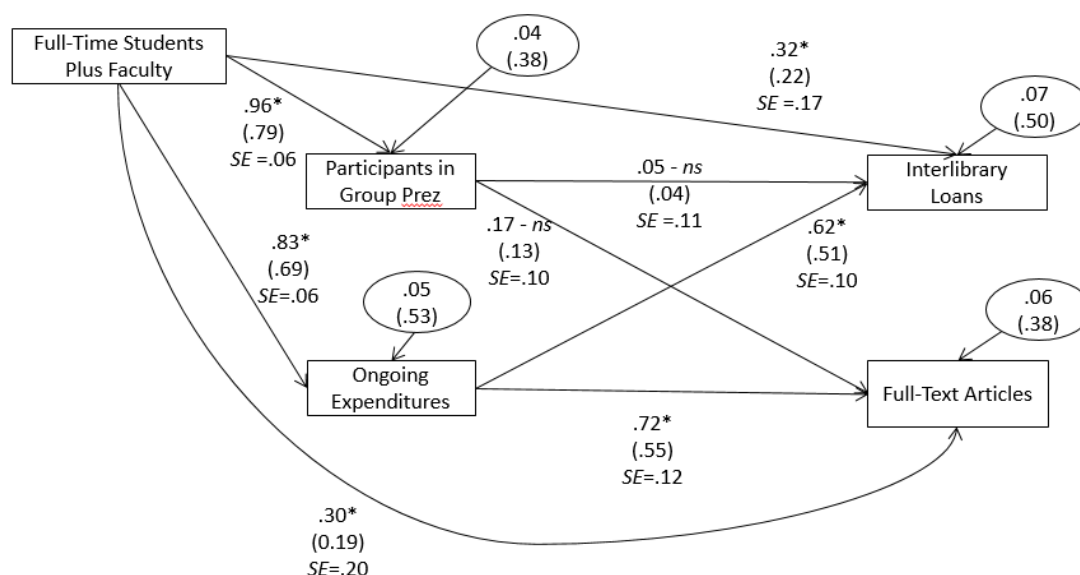 Full-Time Students
Plus Faculty
.04
(.38)
.32*
(.22)
SE =.17
.07
(.50)
.96*
(.79)
SE =.06
Participants in
Group Prez
.05 - ns
(.04)
SE =.11
Interlibrary
Loans
.17 - ns
(.13)
SE=.10
.62*
(.51)
SE=.10
.83*
(.69)
SE=.06
.05
(.53)
.06
(.38)
Ongoing
Expenditures
Full-Text Articles
.72*
(.55)
SE=.12
.30*
(0.19)
SE=.20